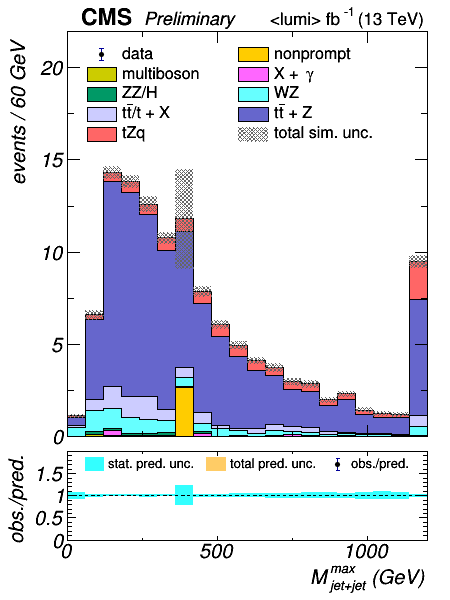 CMS Preliminary <lumi> fb⁻¹ (13 TeV)
events / 60 GeV
20
15
10
5
0
data
nonprompt
multiboson
X + γ
ZZ/H
WZ
tt̄/t + X
tt̄ + Z
tZq
total sim. unc.
obs./pred.
1.5
1
0.5
0
stat. pred. unc.
total pred. unc.
obs./pred.
0
500
1000
M^{max}_{jet+jet} (GeV)